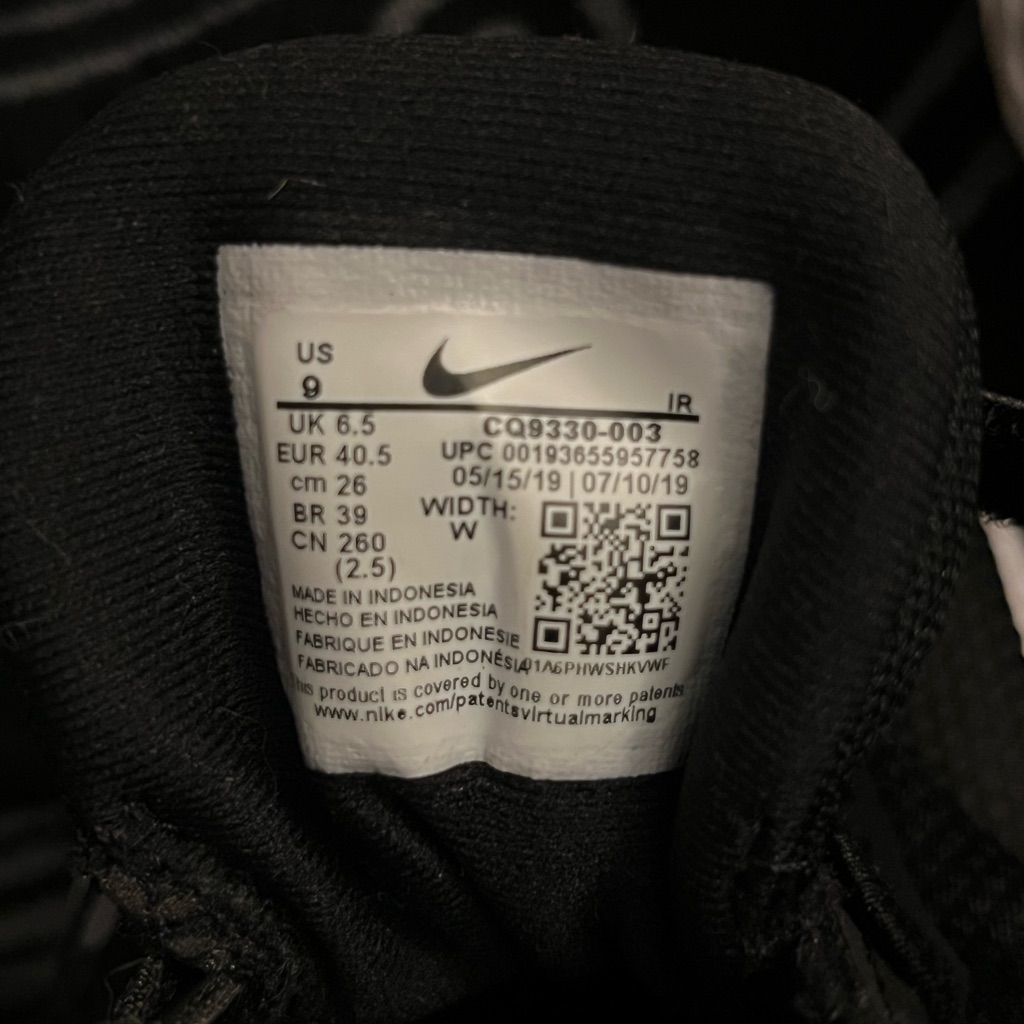 US
9
IR
UK 6.5
CQ9330-003
EUR 40.5
UPC 00193655957758
cm 26
05/15/19 | 07/10/19
BR 39
WIDTH:
W
CN 260
(2.5)
MADE IN INDONESIA
HECHO EN INDONESIA
FABRIQUE EN INDONESIE
FABRICADO NA INDONÉSIA
01A6PHWSHKVWF
This product is covered by one or more patents
www.nike.com/patentsvirtualmarking